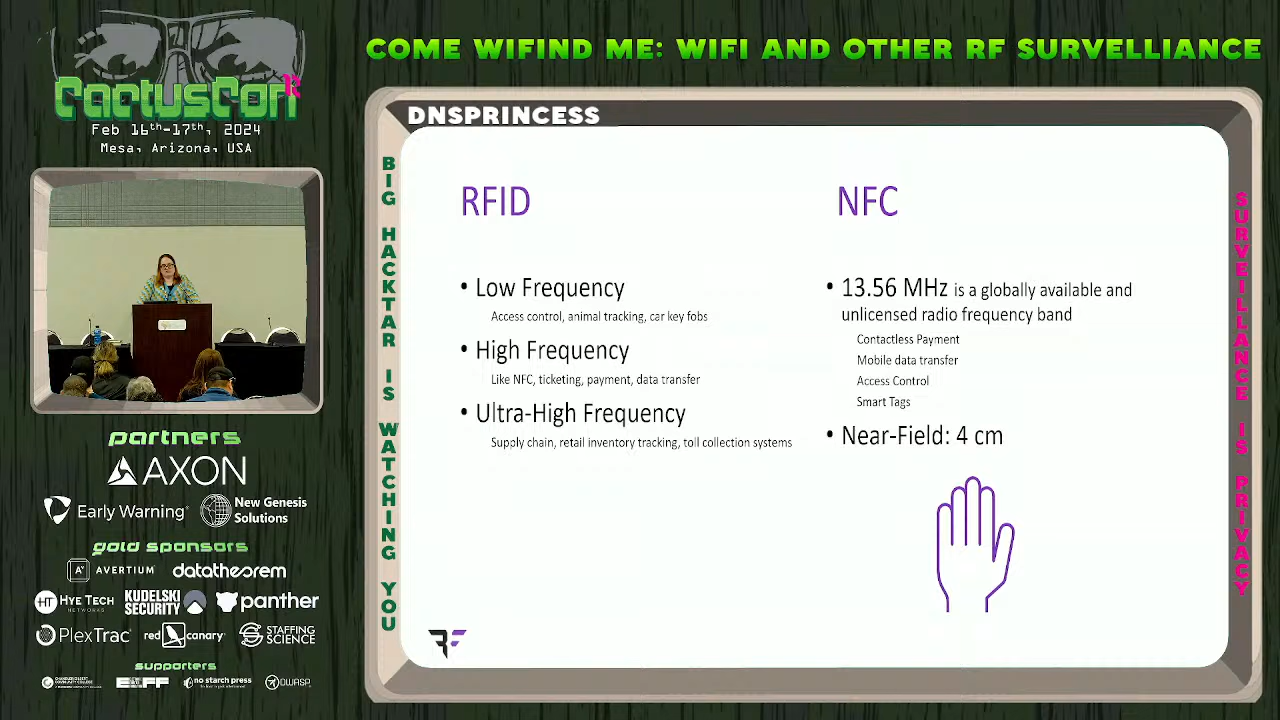 COME WIFIND ME: WIFI AND OTHER RF SURVELLIANCE
CactusCon
Feb 16th-17th, 2024
Mesa, Arizona, USA
DNSPRINCESS
BIG HACKTAR IS WATCHING YOU
RFID
• Low Frequency
Access control, animal tracking, car key fobs
• High Frequency
Like NFC, ticketing, payment, data transfer
• Ultra-High Frequency
Supply chain, retail inventory tracking, toll collection systems
NFC
• 13.56 MHz is a globally available and
unlicensed radio frequency band
Contactless Payment
Mobile data transfer
Access Control
Smart Tags
• Near-Field: 4 cm
RF
SURVEILLANCE IS PRIVACY
partners
AXON
Early Warning
New Genesis
Solutions
gold sponsors
AVERTIUM
datatheorem
HT HYE TECH
NETWORKS
KUDELSKI
SECURITY
panther
PlexTrac
red canary
STAFFING
SCIENCE
supporters
EFF
no starch press
OWASP